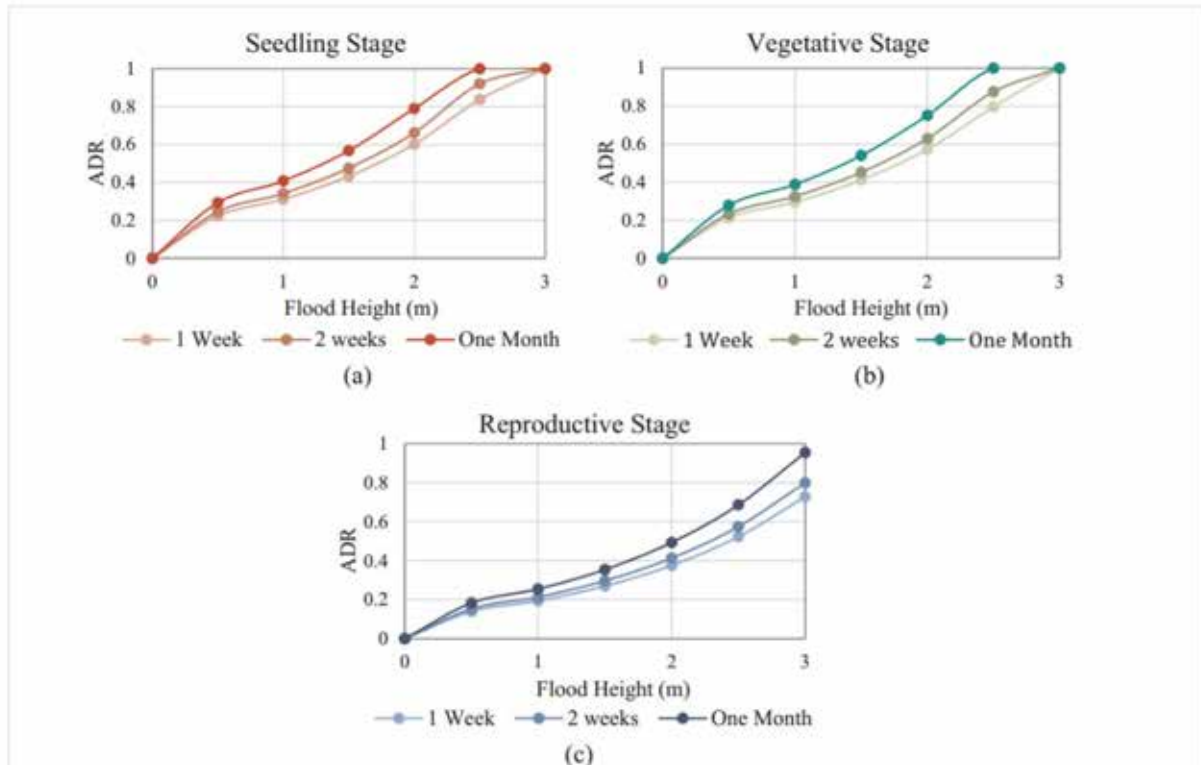 Seedling Stage
1
0.8
0.6
0.4
0.2
0
ADR
0 1 2 3
Flood Height (m)
1 Week 2 weeks One Month
(a)
Vegetative Stage
1
0.8
0.6
0.4
0.2
0
ADR
0 1 2 3
Flood Height (m)
1 Week 2 weeks One Month
(b)
Reproductive Stage
1
0.8
0.6
0.4
0.2
0
ADR
0 1 2 3
Flood Height (m)
1 Week 2 weeks One Month
(c)